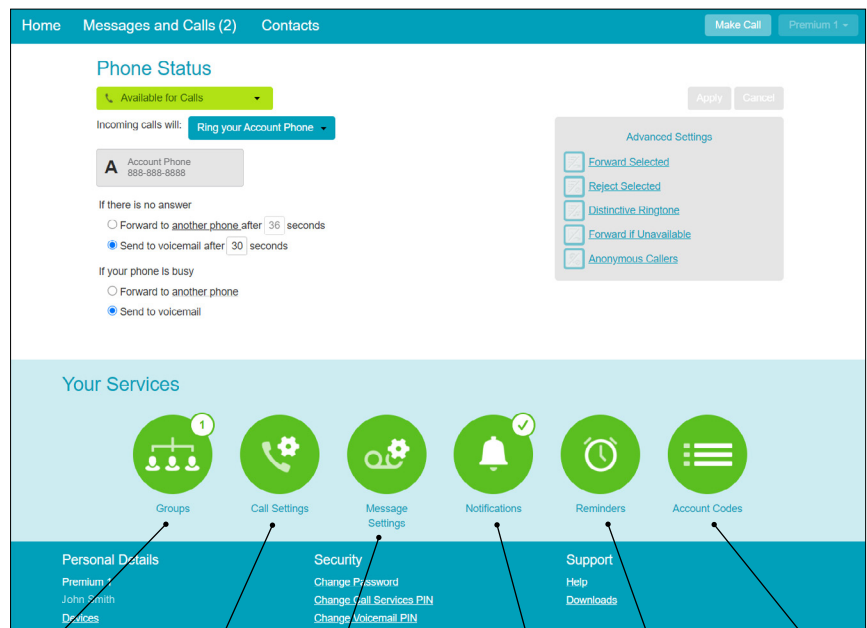 Home Messages and Calls (2) Contacts Make Call Premium 1
Phone Status
Available for Calls
Apply Cancel
Incoming calls will: Ring your Account Phone
Advanced Settings
A Account Phone
888-888-8888
Forward Selected
Reject Selected
Distinctive Ringtone
Forward if Unavailable
Anonymous Callers
If there is no answer
Forward to another phone after 36 seconds
Send to voicemail after 30 seconds
If your phone is busy
Forward to another phone
Send to voicemail
Your Services
1
Groups Call Settings Message Settings Notifications Reminders Account Codes
Personal Details
Premium 1
John Smith
Devices
Security
Change Password
Change Call Services PIN
Change Voicemail PIN
Support
Help
Downloads